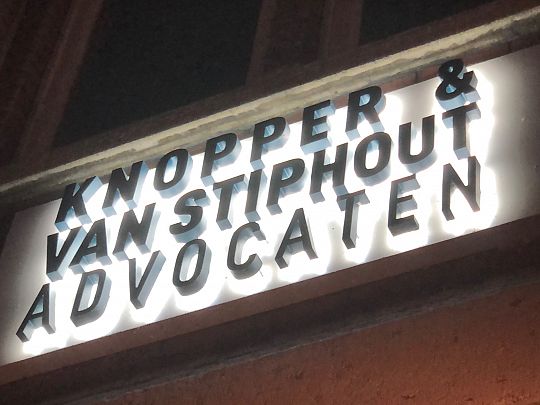 KNOPPER &
VAN STIPHOUT
ADVOCATEN